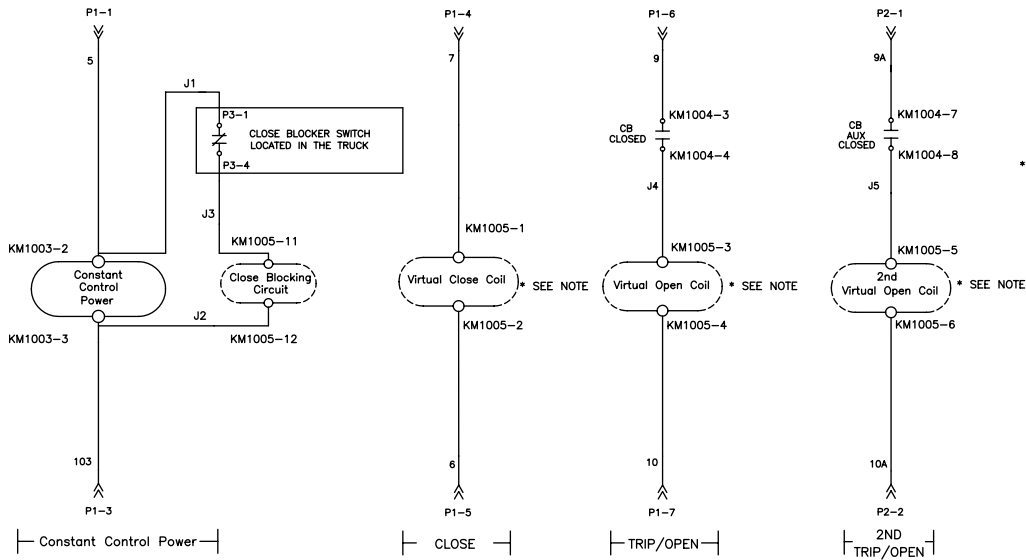 P1-1
P1-4
P1-6
P2-1
5
7
9
9A
J1
P3-1
CLOSE BLOCKER SWITCH
LOCATED IN THE TRUCK
P3-4
KM1004-3
CB
CLOSED
KM1004-4
KM1004-7
CB
AUX
CLOSED
KM1004-8
*
J3
J4
J5
KM1003-2
KM1005-11
KM1005-1
KM1005-3
KM1005-5
Constant
Control
Power
Close Blocking
Circuit
Virtual Close Coil
* SEE NOTE
Virtual Open Coil
* SEE NOTE
2nd
Virtual Open Coil
* SEE NOTE
J2
KM1003-3
KM1005-12
KM1005-2
KM1005-4
KM1005-6
103
6
10
10A
P1-3
P1-5
P1-7
P2-2
Constant Control Power
CLOSE
TRIP/OPEN
2ND
TRIP/OPEN